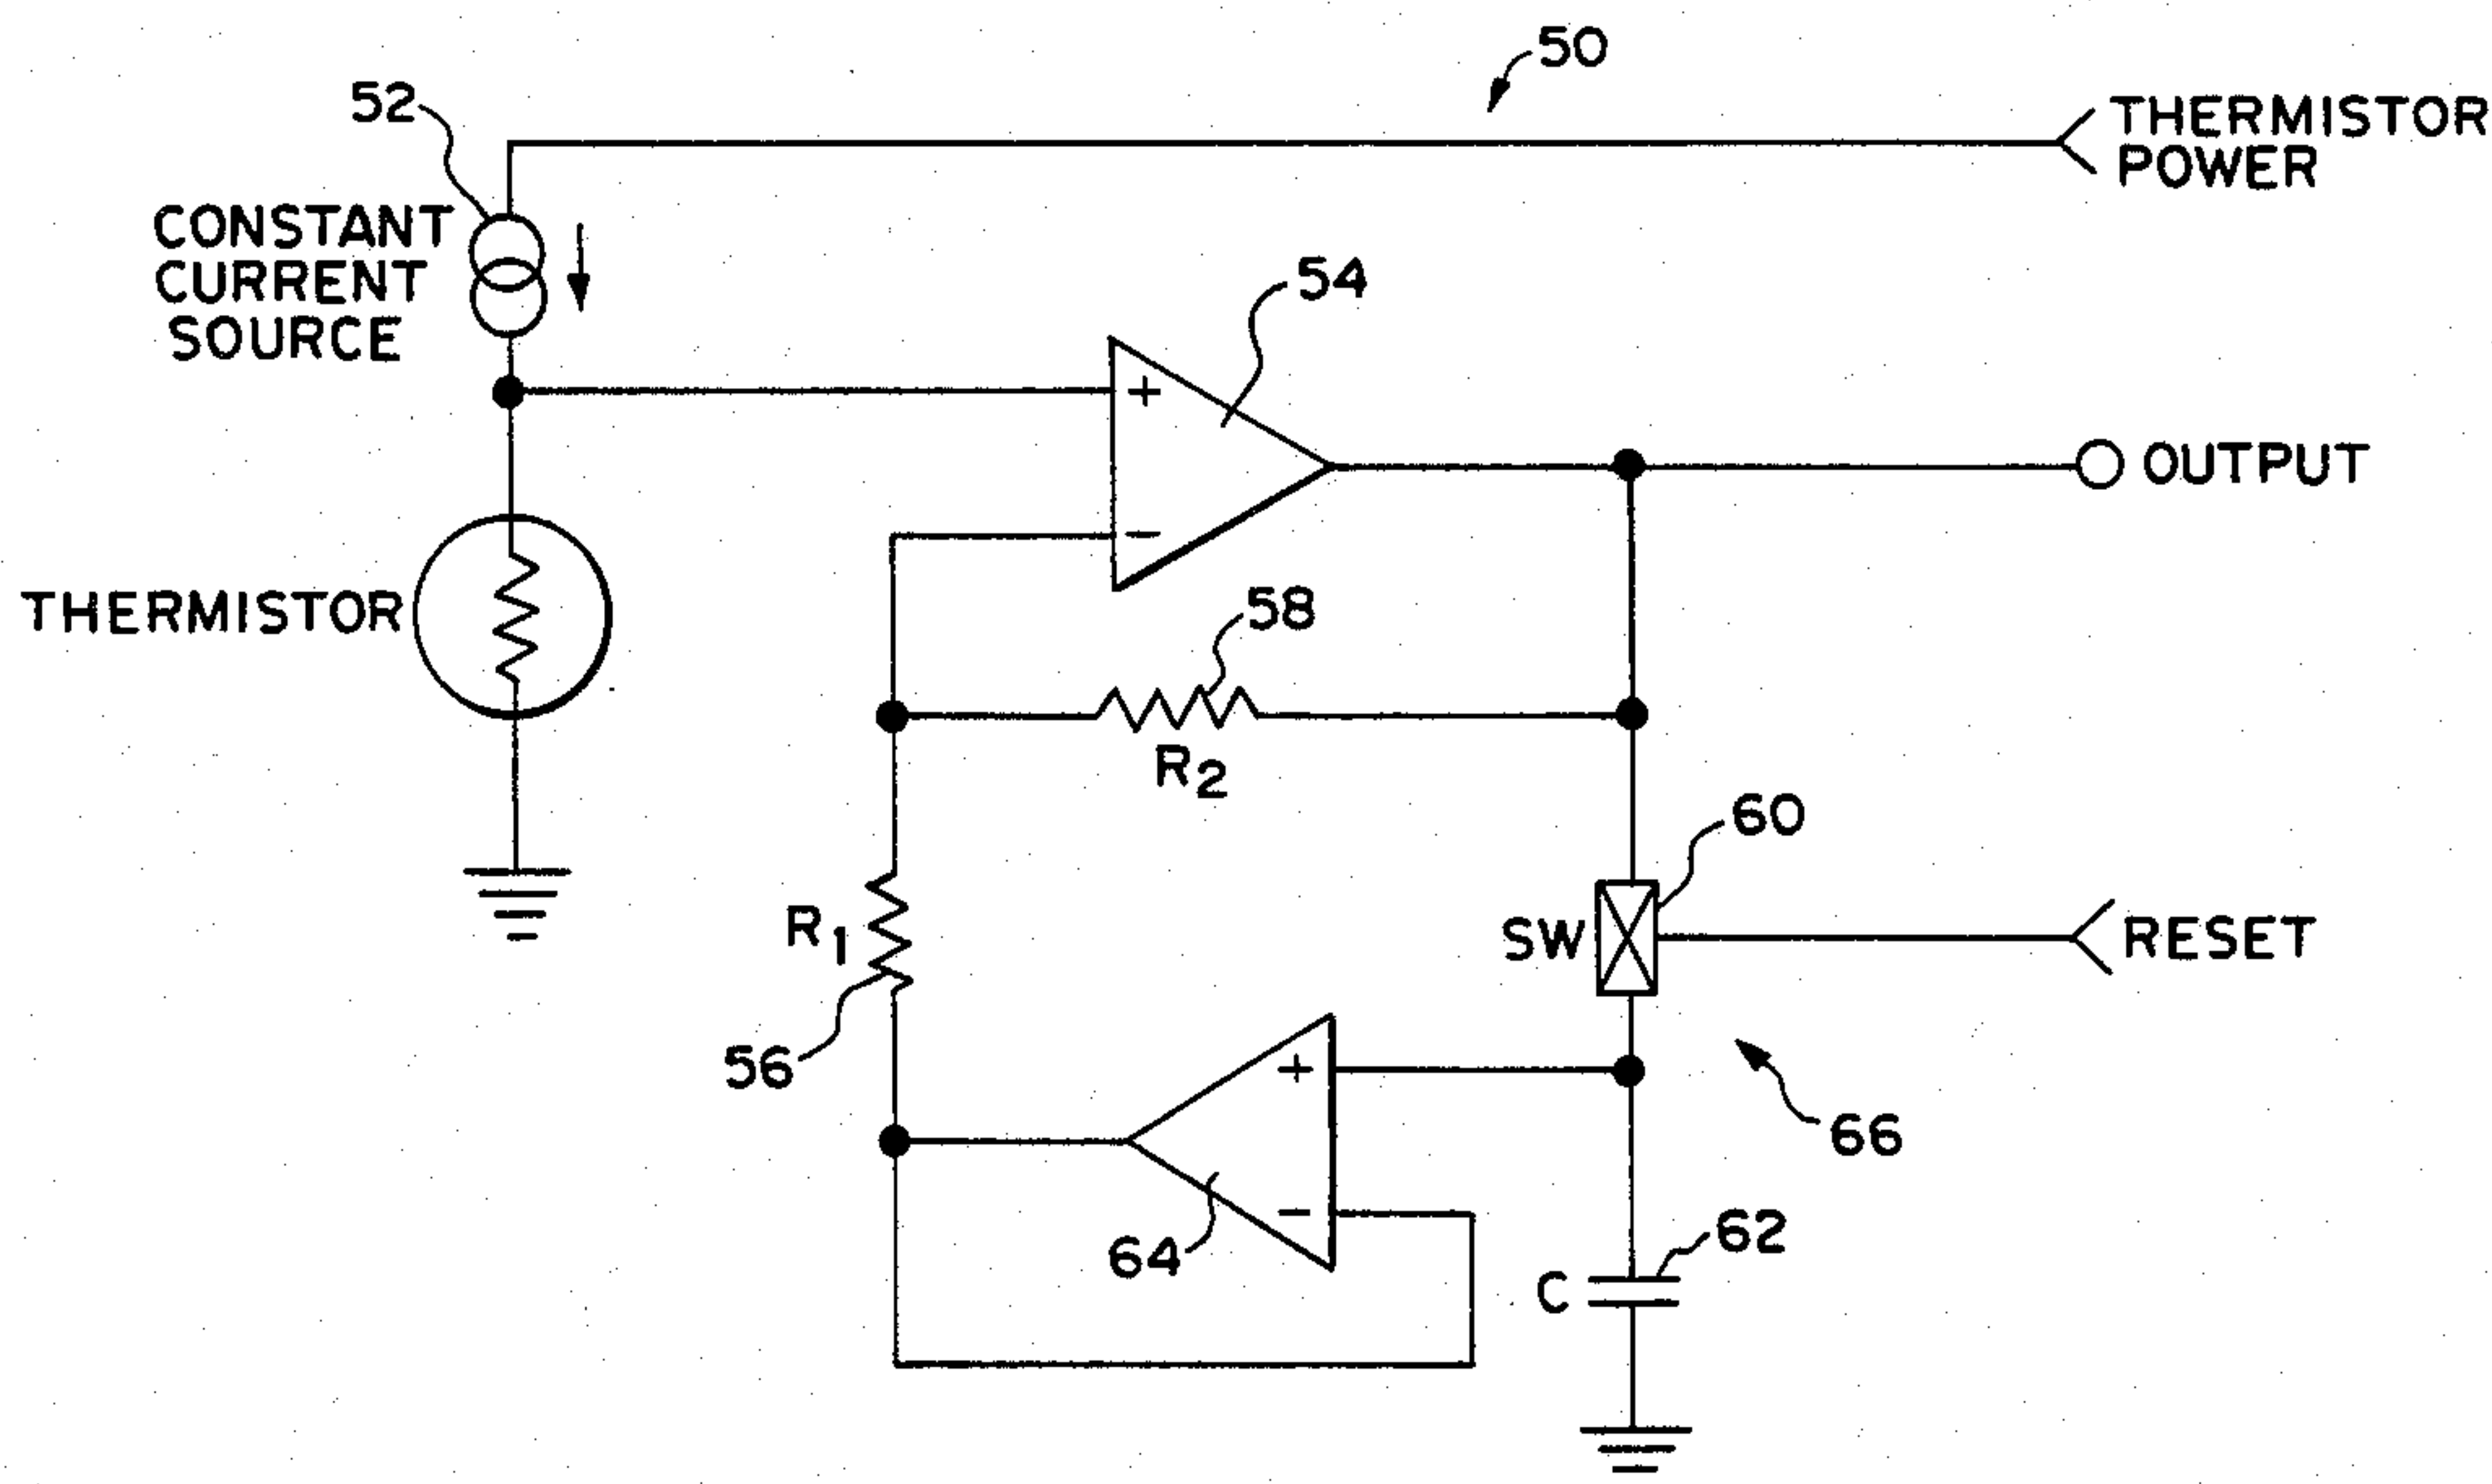 50
52
THERMISTOR
POWER
CONSTANT
CURRENT
SOURCE
54
+
OUTPUT
−
THERMISTOR
58
R2
60
R1
SW
RESET
56
+
66
−
64
62
C